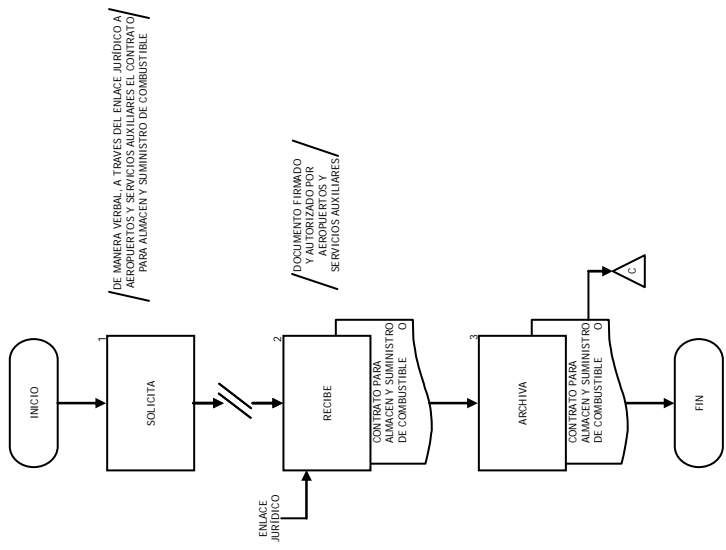 INICIO
1
SOLICITA
DE MANERA VERBAL, A TRAVES DEL ENLACE JURÍDICO A
AEROPUERTOS Y SERVICIOS AUXILIARES EL CONTRATO
PARA ALMACEN Y SUMINISTRO DE COMBUSTIBLE
ENLACE
JURÍDICO
2
RECIBE
DOCUMENTO FIRMADO
Y AUTORIZADO POR
AEROPUERTOS Y
SERVICIOS AUXILIARES
CONTRATO PARA
ALMACEN Y SUMINISTRO
DE COMBUSTIBLE O
3
ARCHIVA
CONTRATO PARA
ALMACEN Y SUMINISTRO
DE COMBUSTIBLE O
C
FIN